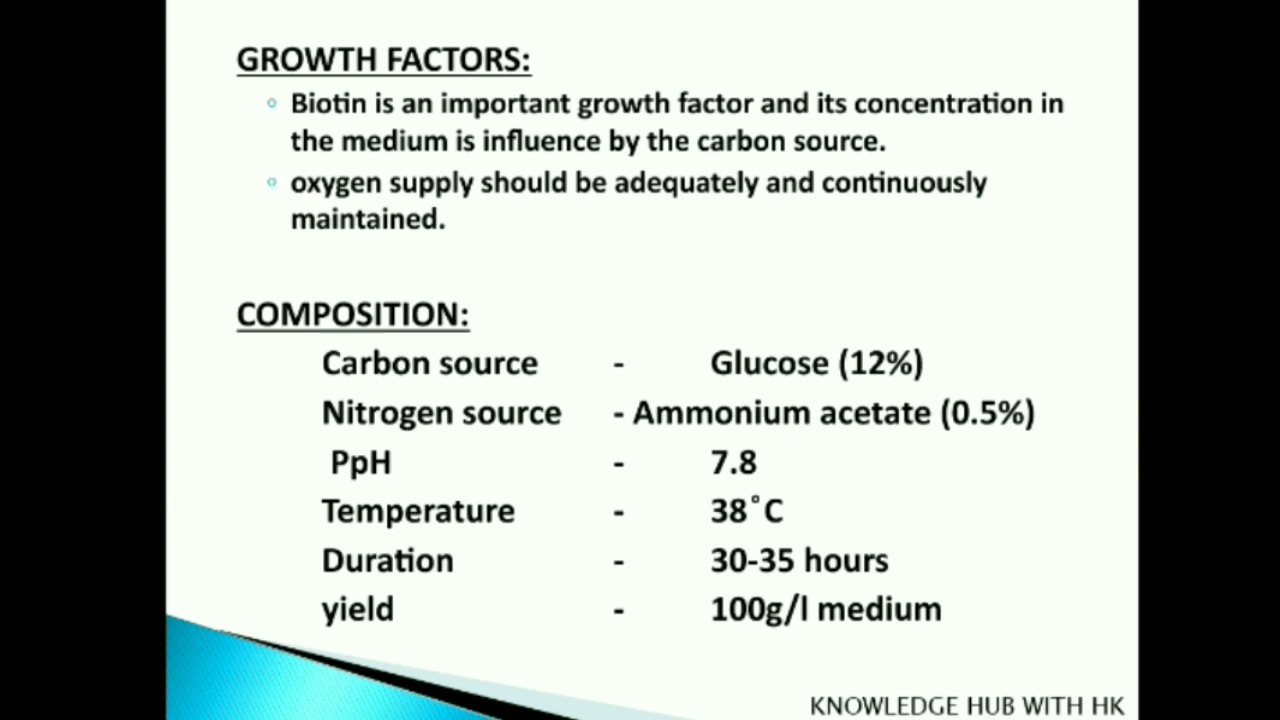 GROWTH FACTORS:
Biotin is an important growth factor and its concentration in
the medium is influence by the carbon source.
oxygen supply should be adequately and continuously
maintained.
COMPOSITION:
Carbon source - Glucose (12%)
Nitrogen source - Ammonium acetate (0.5%)
PpH - 7.8
Temperature - 38˚C
Duration - 30-35 hours
yield - 100g/l medium
KNOWLEDGE HUB WITH HK